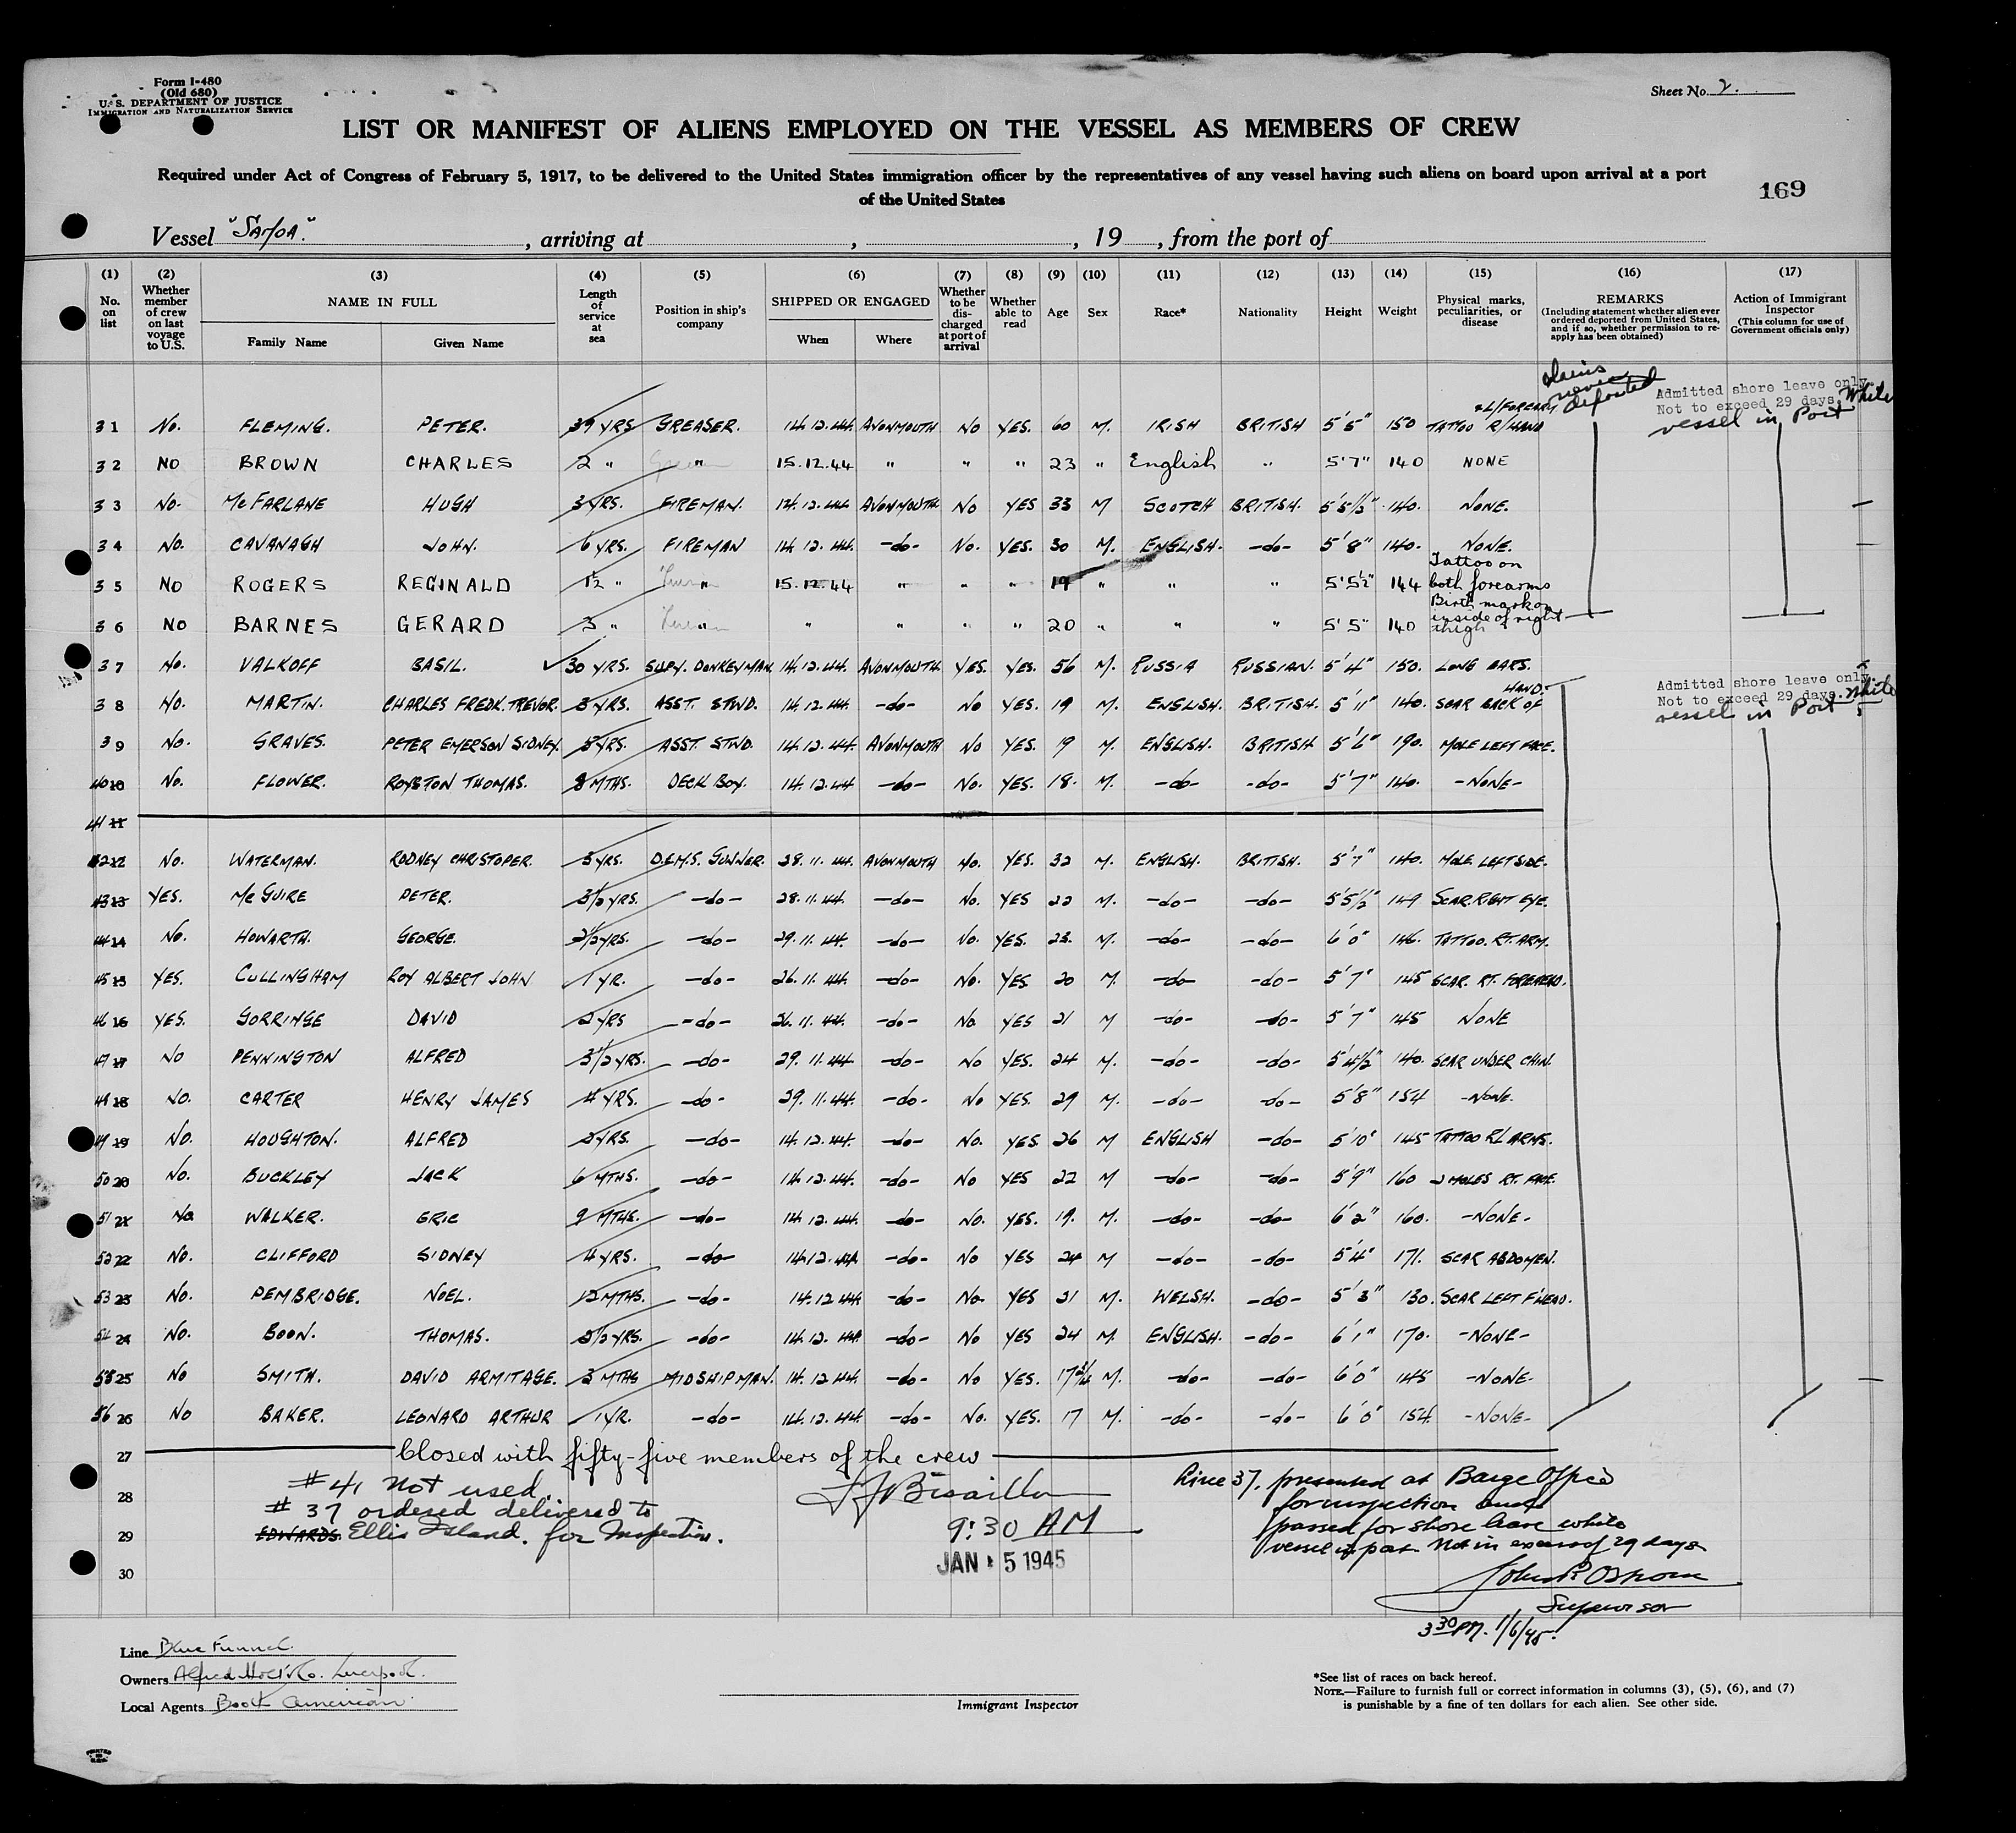 Form I-480
(Old 680)
U. S. DEPARTMENT OF JUSTICE
IMMIGRATION AND NATURALIZATION SERVICE
Sheet No. 2.
LIST OR MANIFEST OF ALIENS EMPLOYED ON THE VESSEL AS MEMBERS OF CREW
Required under Act of Congress of February 5, 1917, to be delivered to the United States immigration officer by the representatives of any vessel having such aliens on board upon arrival at a port
of the United States
169
Vessel , arriving at , , 19 , from the port of
(1) No. on list
(2) Whether member of crew on last voyage to U.S.
(3) NAME IN FULL Family Name Given Name
(4) Length of service at sea
(5) Position in ship's company
(6) SHIPPED OR ENGAGED When Where
(7) Whether to be dis-charged at port of arrival
(8) Whether able to read
(9) Age
(10) Sex
(11) Race*
(12) Nationality
(13) Height
(14) Weight
(15) Physical marks, peculiarities, or disease
(16) REMARKS (Including statement whether alien ever ordered deported from United States, and if so, whether permission to re-apply has been obtained)
(17) Action of Immigrant Inspector (This column for use of Government officials only)
never deported
Admitted shore leave only
Not to exceed 29 days. While
vessel in Port
31 No. FLEMING. PETER. 39 YRS GREASER. 14.12.44. AVONMOUTH NO YES. 60 M. IRISH BRITISH 5'5" 150 TATTOO R/HAND & L/FOREARM
32 NO BROWN CHARLES 2 " " 15.12.44 " " " 23 " English " 5'7" 140 NONE
33 NO. McFARLANE HUGH 3 YRS. FIREMAN. 14.12.44. AVONMOUTH. NO YES 33 M SCOTCH BRITISH. 5'5½" 140. NONE.
34 NO. CAVANAGH JOHN. 6 YRS. FIREMAN 14.12.44. -do- NO. YES. 30 M. ENGLISH. -do- 5'8" 140. NONE.
35 NO ROGERS REGINALD 1½ " " 15.12.44 " " " 19 " " " 5'5½" 144 Tattoo on both forearms
36 NO BARNES GERARD 3 " " " " " " 20 " " " 5'5" 140 Birth mark on inside of right thigh
37 NO. VALKOFF BASIL. ✓ 30 YRS. SUPY. DONKEYMAN 14.12.44. AVONMOUTH. YES. YES. 56 M. RUSSIA RUSSIAN. 5'4" 150. LONG EARS.
Admitted shore leave only
Not to exceed 29 days. While
vessel in Port
38 NO. MARTIN. CHARLES FREDK. TREVOR. 3 YRS. ASST. STWD. 14.12.44. -do- NO YES. 19 M. ENGLISH. BRITISH. 5'11" 140. SCAR BACK OF HAND.
39 NO. GRAVES. PETER EMERSON SIDNEY. 3 YRS. ASST. STWD. 14.12.44. AVONMOUTH NO YES. 19 M. ENGLISH. BRITISH 5'6" 190. MOLE LEFT FACE.
40 10 NO. FLOWER. ROYSTON THOMAS. 8 MTHS. DECK BOY. 14.12.44 -do- NO. YES. 18. M. -do- -do- 5'7" 140. -NONE-
41 11
42 12 NO. WATERMAN. RODNEY CHRISTOPER. 3 YRS. D.E.M.S. GUNNER. 28.11.44. AVONMOUTH NO. YES. 32 M. ENGLISH. BRITISH. 5'7" 140. MOLE LEFT SIDE.
43 13 YES. McGUIRE PETER. 3½ YRS. -do- 28.11.44. -do- NO. YES 22 M. -do- -do- 5'5½" 149 SCAR. RIGHT EYE.
44 14 NO. HOWARTH. GEORGE. 2½ YRS. -do- 29.11.44. -do- NO. YES. 23. M. -do- -do- 6'0" 146. TATTOO. RT. ARM.
45 15 YES. CULLINGHAM ROY ALBERT JOHN 1 YR. -do- 26.11.44. -do- NO. YES 20 M. -do- -do- 5'7" 145 SCAR. RT. FOREHEAD.
46 16 YES. GORRINGE DAVID 2 YRS -do- 26.11.44. -do- NO. YES 21 M -do- -do- 5'7" 145 NONE
47 17 NO PENNINGTON ALFRED 3½ YRS. -do- 29.11.44. -do- NO YES. 24 M. -do- -do- 5'4½" 140. SCAR UNDER CHIN.
48 18 NO. CARTER HENRY JAMES 4 YRS. -do- 29.11.44. -do- NO YES. 29 M. -do- -do- 5'8" 154 -NONE-
49 19 NO. HOUGHTON. ALFRED 2 YRS. -do- 14.12.44. -do- NO. YES 26 M ENGLISH -do- 5'10" 145 TATTOO R/L ARMS.
50 20 NO. BUCKLEY JACK 6 MTHS. -do- 14.12.44. -do- NO YES 22 M -do- -do- 5'9" 160 2 MOLES RT. FACE.
51 21 NO WALKER. ERIC 9 MTHS. -do- 14.12.44. -do- NO. YES. 19. M. -do- -do- 6'2" 160. -NONE-
52 22 NO. CLIFFORD SIDNEY 4 YRS. -do- 14.12.44 -do- NO YES 24 M -do- -do- 5'4" 171. SCAR ABDOMEN.
53 23 NO. PEMBRIDGE. NOEL. 12 MTHS. -do- 14.12.44 -do- NO. YES 21 M. WELSH. -do- 5'3" 130. SCAR LEFT F'HEAD.
54 24 NO. BOON. THOMAS. 2½ YRS. -do- 14.12.44. -do- NO YES 24 M. ENGLISH. -do- 6'1" 170. -NONE-
55 25 NO SMITH. DAVID ARMITAGE. 3 MTHS MIDSHIPMAN. 14.12.44. -do- NO YES. 17¾ M. -do- -do- 6'0" 145 -NONE-
56 26 NO BAKER. LEONARD ARTHUR 1 YR. -do- 14.12.44. -do- NO. YES. 17 M. -do- -do- 6'0" 154 -NONE-
27 Closed with fifty-five members of the crew
28 #41 Not used.
# 37 ordered delivered to
29 EDWARDS. Ellis Island. for Inspection.
30
9:30 AM
JAN 5 1945
Line 37. presented at Barge Office
for inspection and
passed for shore leave while
vessel in port not in excess of 29 days
Supervisor
3 30 PM. 1/6/45.
Line Blue Funnel.
Owners Alfred Holt & Co. Liverpool.
Local Agents Booth American.
Immigrant Inspector
*See list of races on back hereof.
NOTE.—Failure to furnish full or correct information in columns (3), (5), (6), and (7)
is punishable by a fine of ten dollars for each alien. See other side.